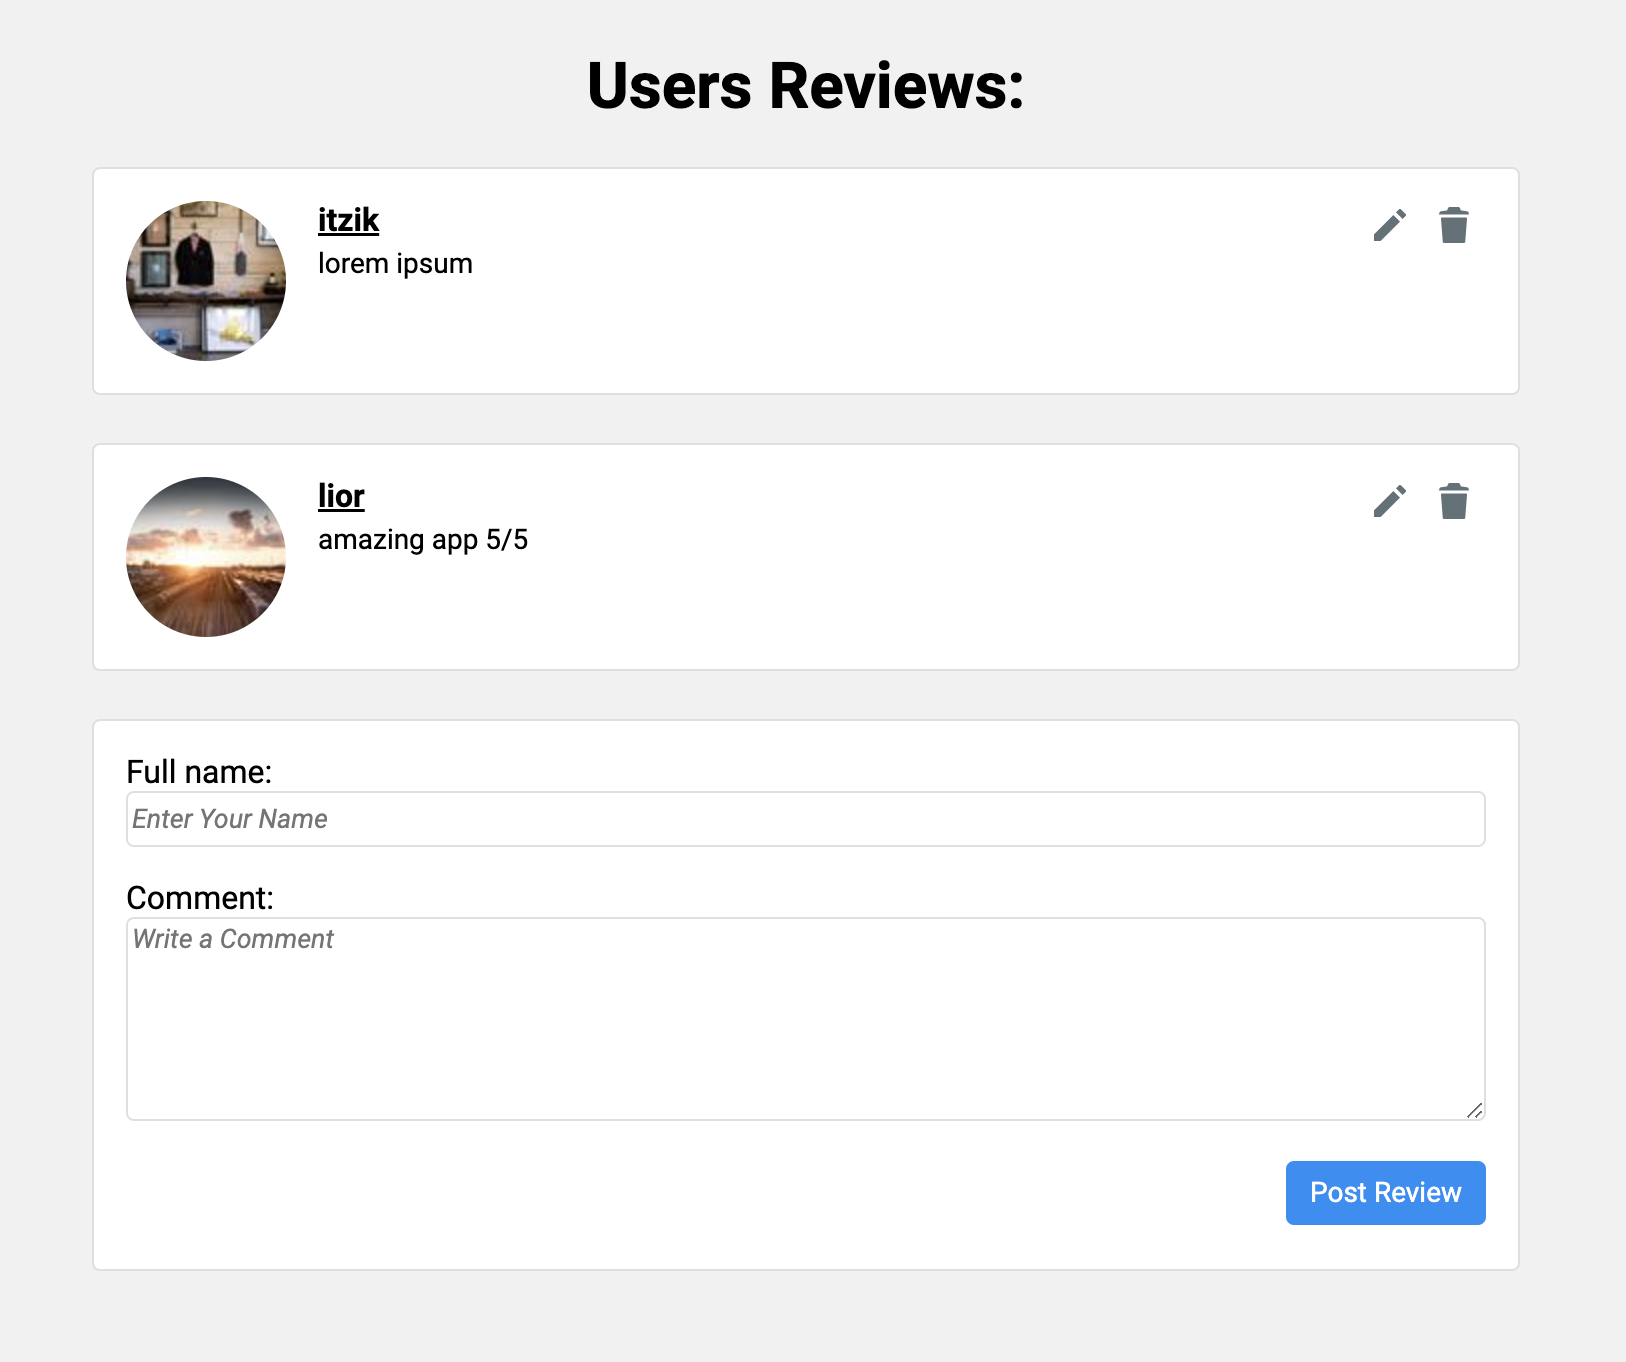 Users Reviews:
itzik
lorem ipsum
lior
amazing app 5/5
Full name:
Enter Your Name
Comment:
Write a Comment
Post Review